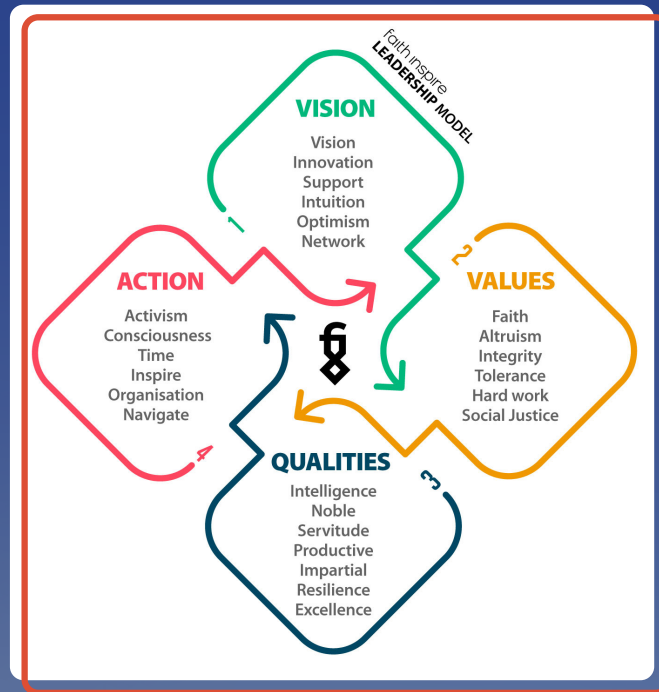 faith inspire
LEADERSHIP MODEL
VISION
Vision
Innovation
Support
Intuition
Optimism
Network
1
2
VALUES
Faith
Altruism
Integrity
Tolerance
Hard work
Social Justice
ACTION
Activism
Consciousness
Time
Inspire
Organisation
Navigate
4
fi
QUALITIES
Intelligence
Noble
Servitude
Productive
Impartial
Resilience
Excellence
3